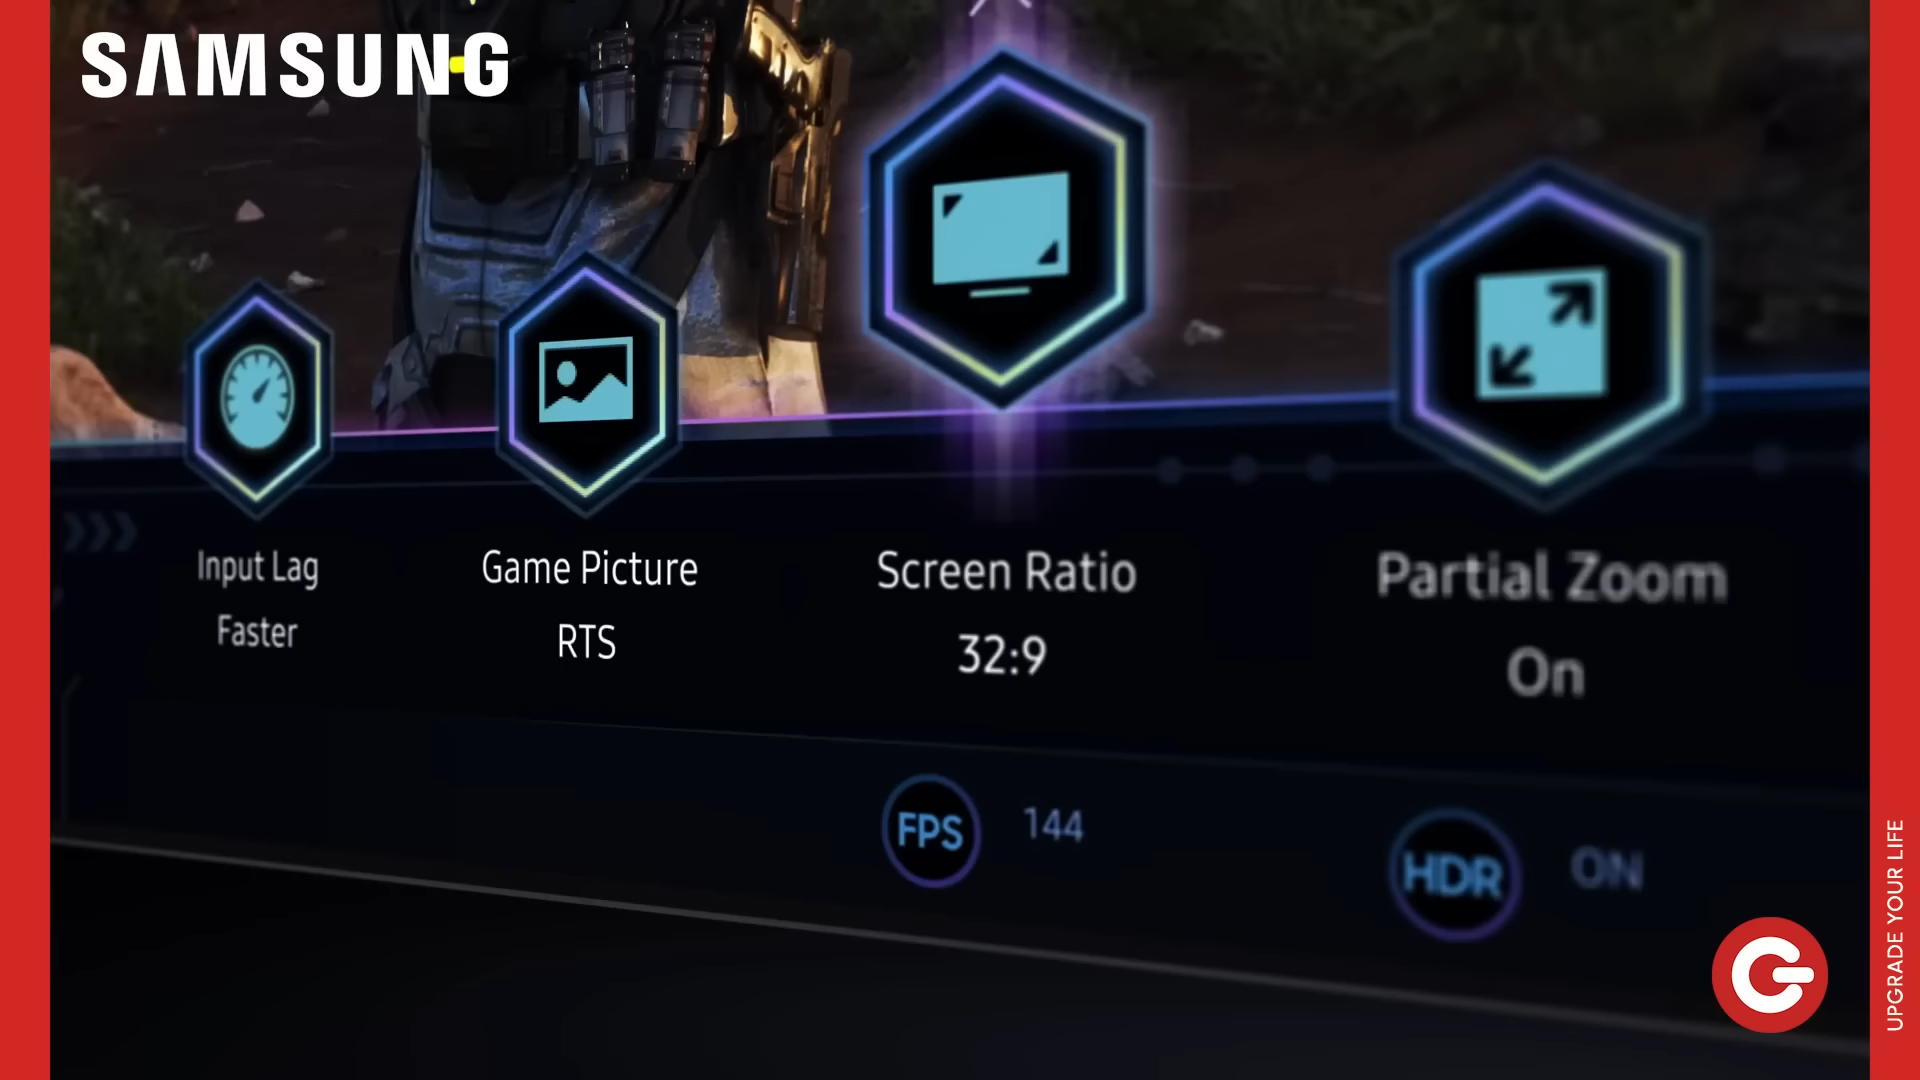 SAMSUNG
Input Lag
Faster
Game Picture
RTS
Screen Ratio
32:9
Partial Zoom
On
FPS 144
HDR ON
UPGRADE YOUR LIFE